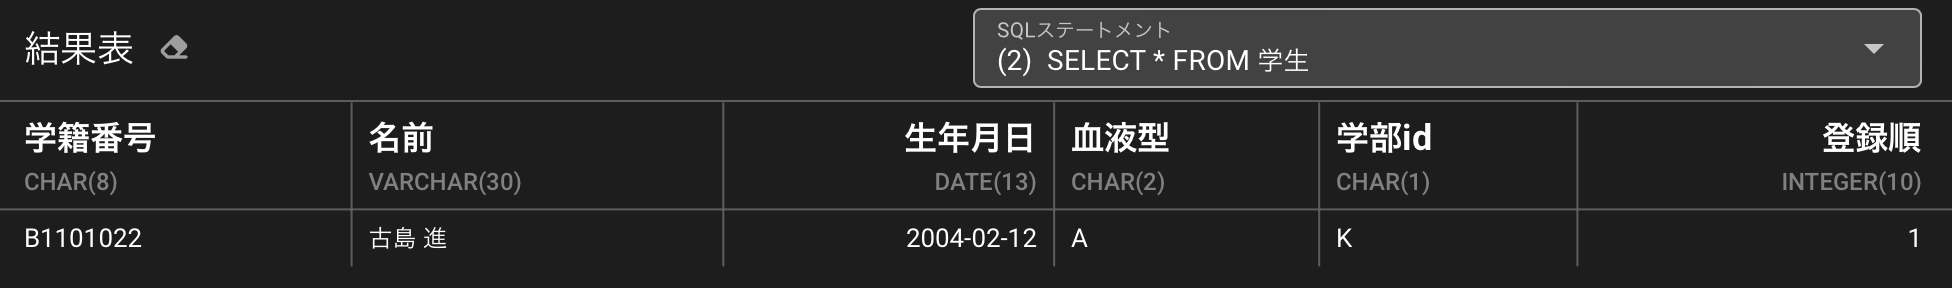 結果表
SQLステートメント
(2) SELECT * FROM 学生
学籍番号 名前 生年月日 血液型 学部id 登録順
CHAR(8) VARCHAR(30) DATE(13) CHAR(2) CHAR(1) INTEGER(10)
B1101022 古島 進 2004-02-12 A K 1